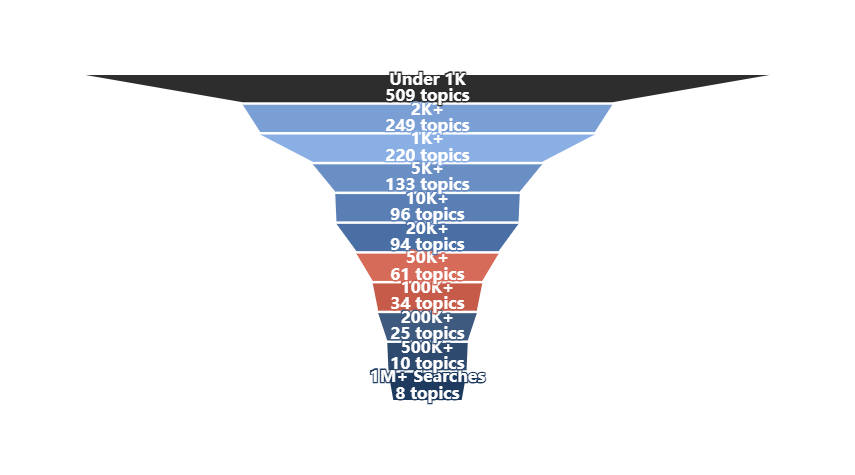 Under 1K
509 topics
2K+
249 topics
1K+
220 topics
5K+
133 topics
10K+
96 topics
20K+
94 topics
50K+
61 topics
100K+
34 topics
200K+
25 topics
500K+
10 topics
1M+ Searches
8 topics